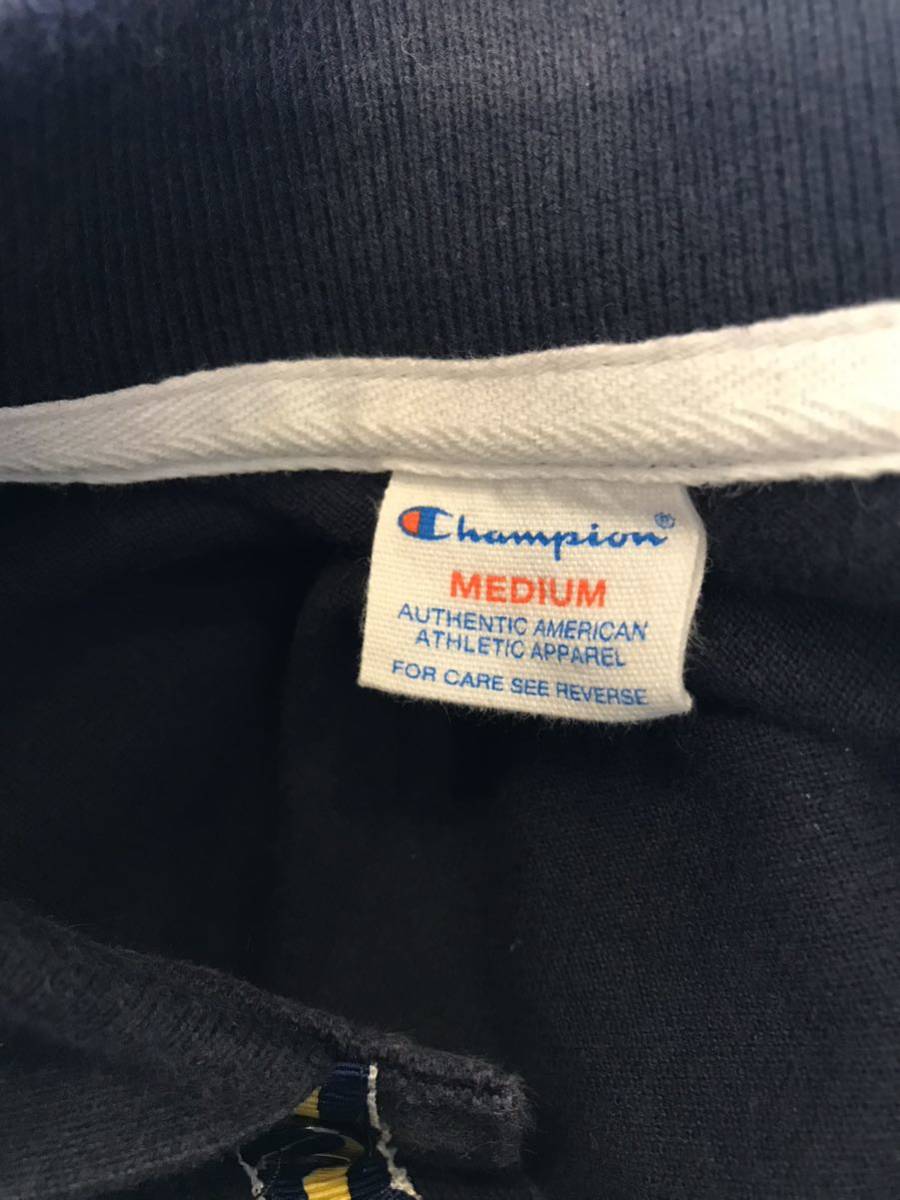 Champion®
MEDIUM
AUTHENTIC AMERICAN
ATHLETIC APPAREL
FOR CARE SEE REVERSE